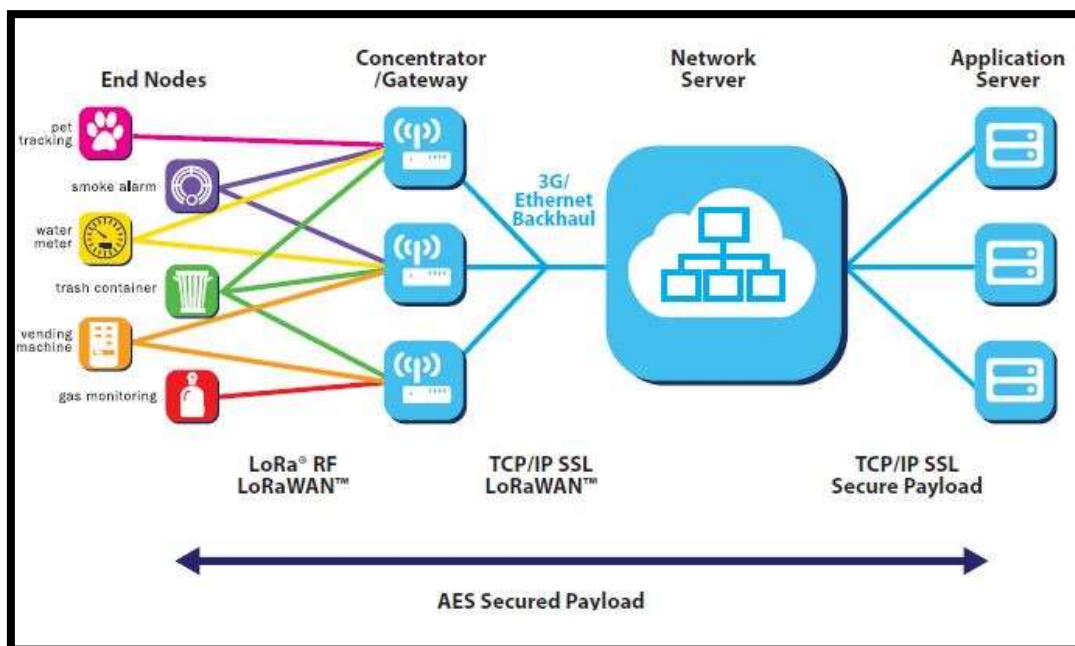 End Nodes
Concentrator
/Gateway
Network
Server
Application
Server
pet
tracking
smoke alarm
water
meter
trash container
vending
machine
gas monitoring
3G/
Ethernet
Backhaul
LoRa® RF
LoRaWAN™
TCP/IP SSL
LoRaWAN™
TCP/IP SSL
Secure Payload
AES Secured Payload